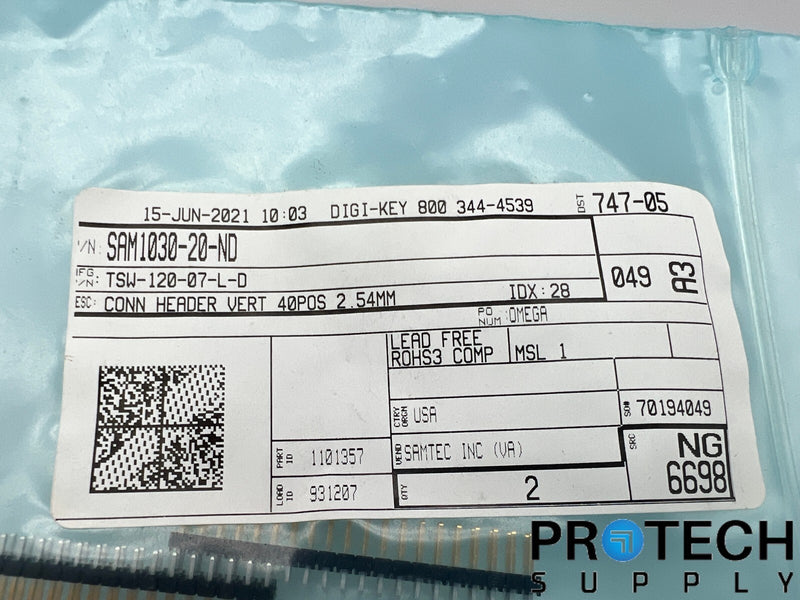 15-JUN-2021 10:03 DIGI-KEY 800 344-4539 DST 747-05
/N: SAM1030-20-ND
IFG /N: TSW-120-07-L-D
049 A3
ESC: CONN HEADER VERT 40POS 2.54MM IDX: 28
PO NUM: OMEGA
LEAD FREE
ROHS3 COMP MSL 1
CTRY ORGN USA SO# 70194049
PART ID 1101357 VEND SAMTEC INC (VA) SRC NG
LOAD ID 931207 QTY 2 6698
PROTECH
SUPPLY